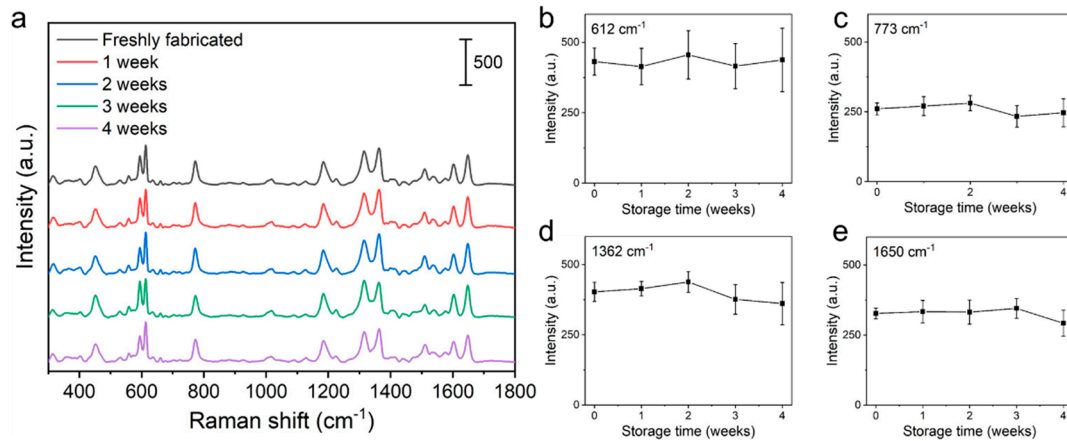 a
Freshly fabricated
1 week
2 weeks
3 weeks
4 weeks
500
Intensity (a.u.)
400 600 800 1000 1200 1400 1600 1800
Raman shift (cm⁻¹)
b
612 cm⁻¹
500
250
0
Intensity (a.u.)
0 1 2 3 4
Storage time (weeks)
c
773 cm⁻¹
500
250
0
Intensity (a.u.)
0 1 2 3 4
Storage time (weeks)
d
1362 cm⁻¹
500
250
0
Intensity (a.u.)
0 1 2 3 4
Storage time (weeks)
e
1650 cm⁻¹
500
250
0
Intensity (a.u.)
0 1 2 3 4
Storage time (weeks)